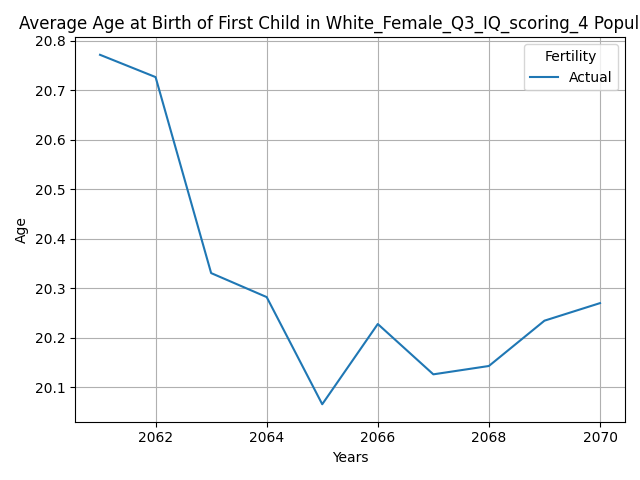 Average Age at Birth of First Child in White_Female_Q3_IQ_scoring_4 Popul
Fertility
Actual
20.8
20.7
20.6
20.5
20.4
20.3
20.2
20.1
Age
2062 2064 2066 2068 2070
Years